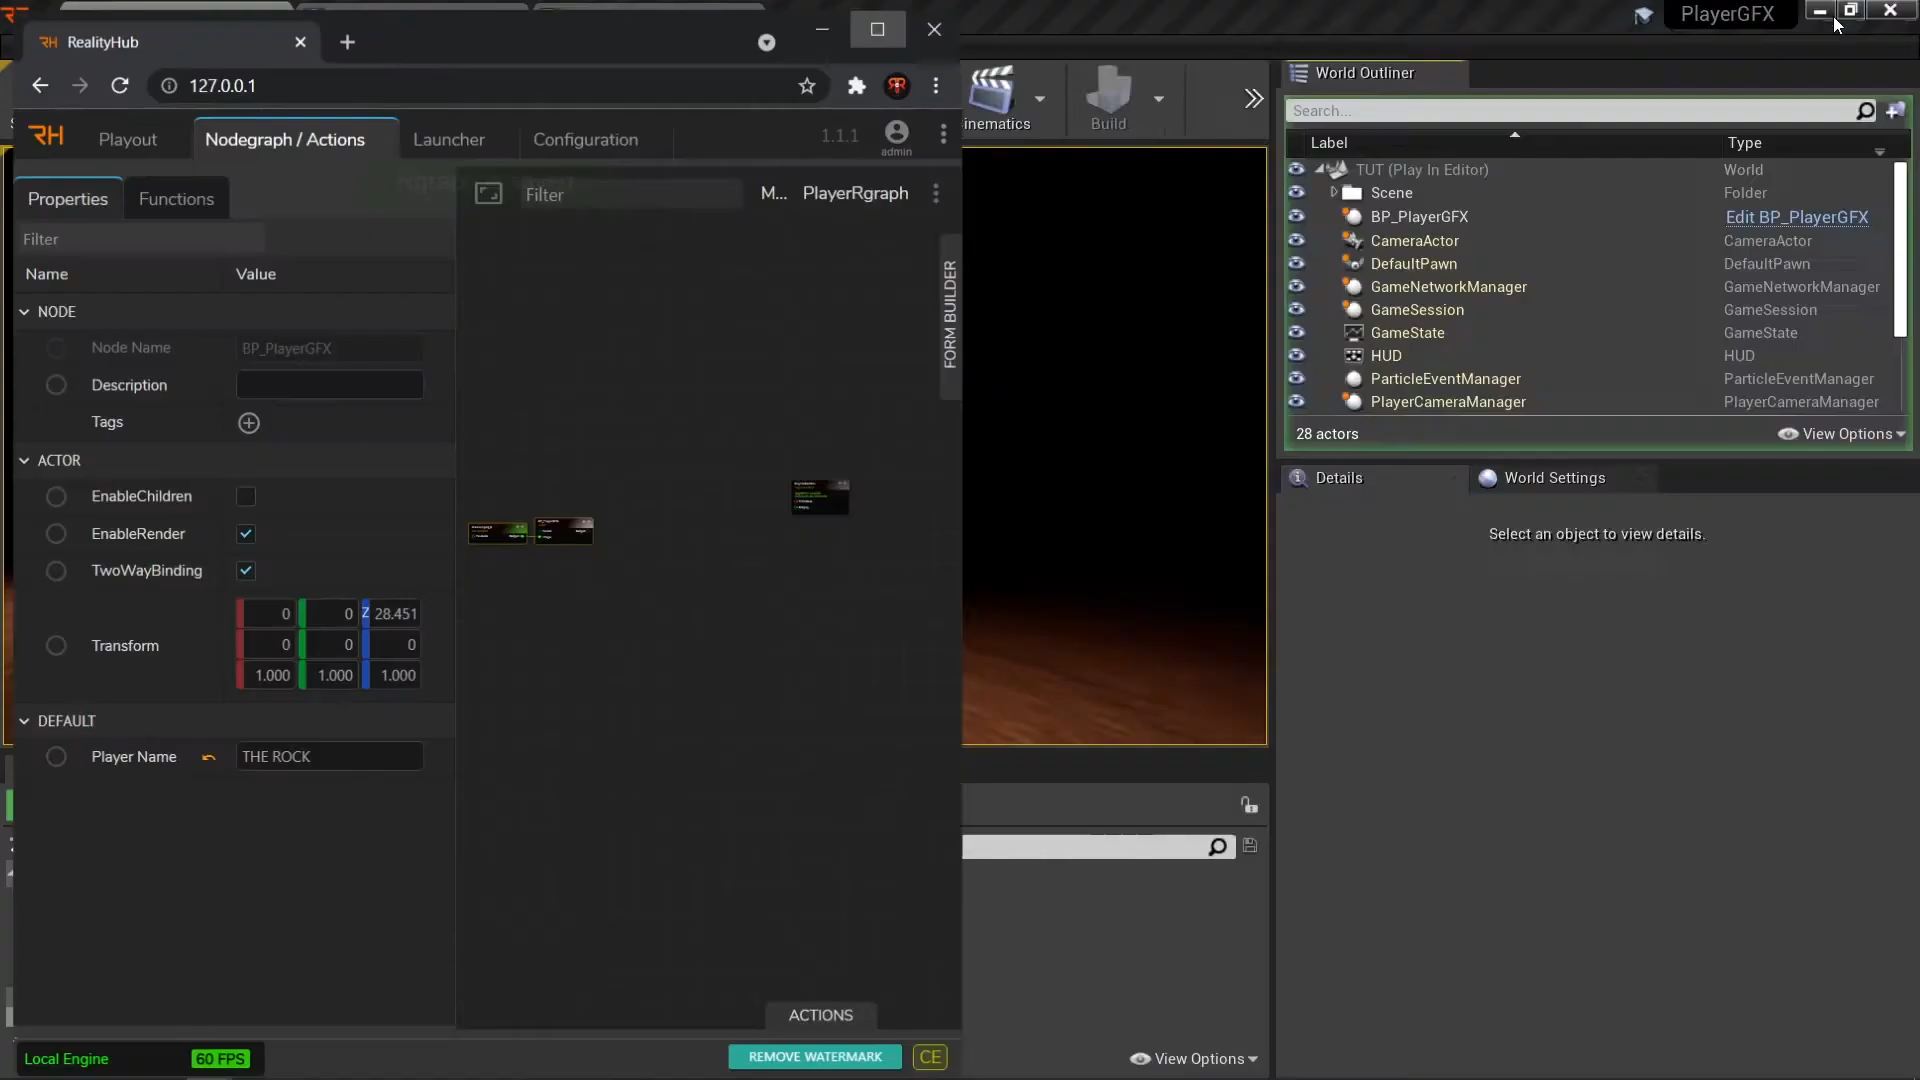 RealityHub
PlayerGFX
127.0.0.1
World Outliner
Search...
inematics
Build
Label
Type
RH
Playout
Nodegraph / Actions
Launcher
Configuration
1.1.1
admin
TUT (Play In Editor)
World
Scene
Folder
BP_PlayerGFX
Edit BP_PlayerGFX
CameraActor
CameraActor
DefaultPawn
DefaultPawn
GameNetworkManager
GameNetworkManager
GameSession
GameSession
GameState
GameState
HUD
HUD
ParticleEventManager
ParticleEventManager
PlayerCameraManager
PlayerCameraManager
28 actors
View Options
Details
World Settings
Select an object to view details.
Properties
Functions
Filter
M...
PlayerRgraph
Filter
Name
Value
FORM BUILDER
NODE
Node Name
BP_PlayerGFX
Description
Tags
ACTOR
EnableChildren
EnableRender
TwoWayBinding
Transform
0 0 Z 28.451
0 0 0
1.000 1.000 1.000
DEFAULT
Player Name
THE ROCK
ACTIONS
Local Engine
60 FPS
REMOVE WATERMARK
CE
View Options